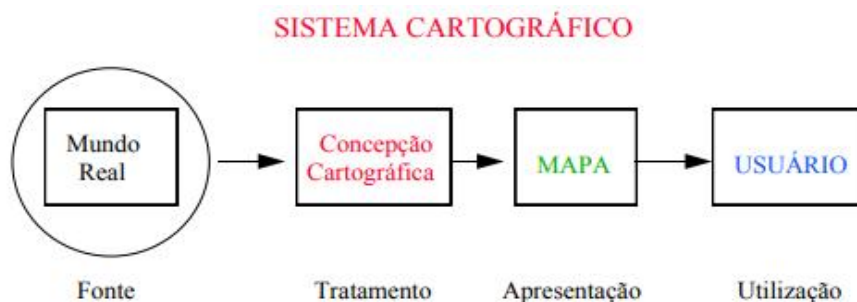 SISTEMA CARTOGRÁFICO
Mundo
Real
Concepção
Cartográfica
MAPA
USUÁRIO
Fonte
Tratamento
Apresentação
Utilização